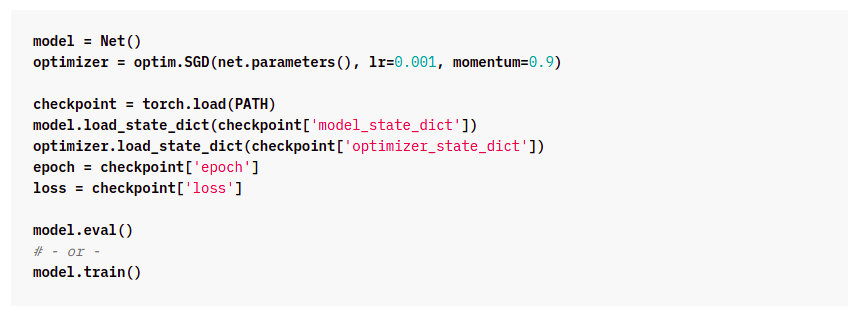 model = Net()
optimizer = optim.SGD(net.parameters(), lr=0.001, momentum=0.9)
checkpoint = torch.load(PATH)
model.load_state_dict(checkpoint['model_state_dict'])
optimizer.load_state_dict(checkpoint['optimizer_state_dict'])
epoch = checkpoint['epoch']
loss = checkpoint['loss']
model.eval()
# - or -
model.train()